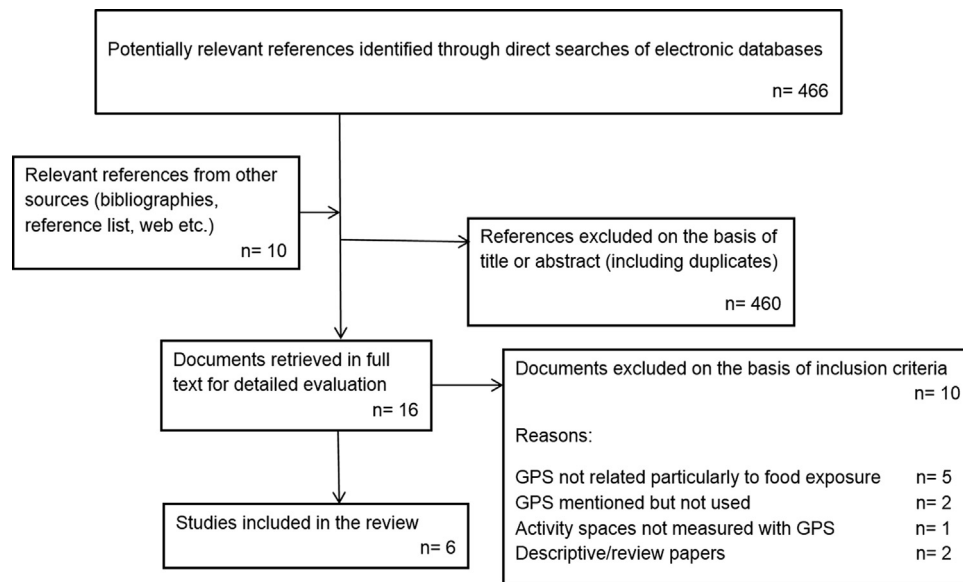 Potentially relevant references identified through direct searches of electronic databases
n= 466
Relevant references from other
sources (bibliographies,
reference list, web etc.)
n= 10
References excluded on the basis of
title or abstract (including duplicates)
n= 460
Documents retrieved in full
text for detailed evaluation
n= 16
Documents excluded on the basis of inclusion criteria
n= 10
Reasons:
GPS not related particularly to food exposure n= 5
GPS mentioned but not used n= 2
Activity spaces not measured with GPS n= 1
Descriptive/review papers n= 2
Studies included in the review
n= 6